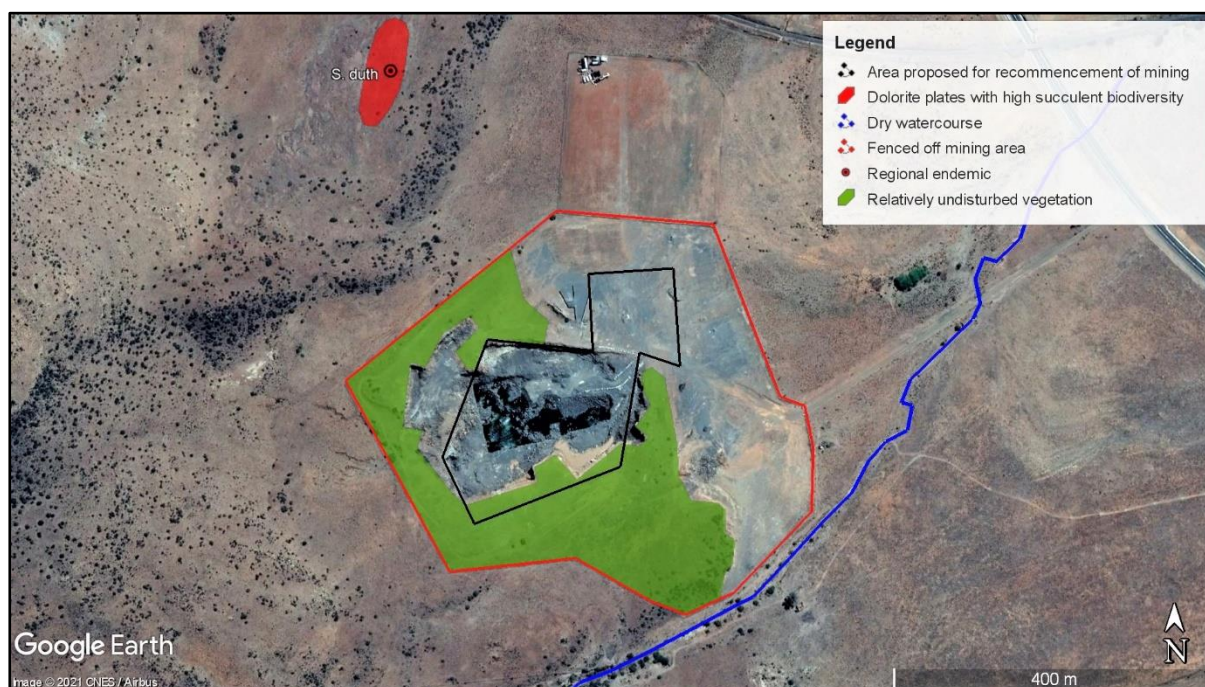 Legend
Area proposed for recommencement of mining
Dolorite plates with high succulent biodiversity
Dry watercourse
Fenced off mining area
Regional endemic
Relatively undisturbed vegetation
S. duth
Google Earth
Image © 2021 CNES / Airbus
N
400 m